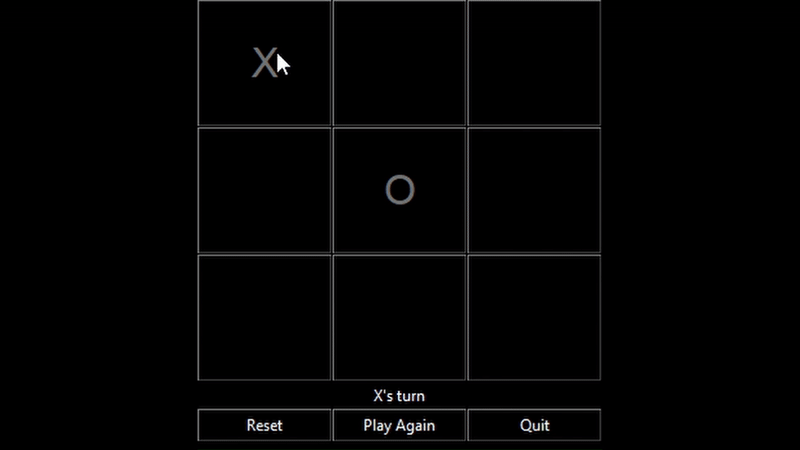 X
O
X's turn
Reset
Play Again
Quit